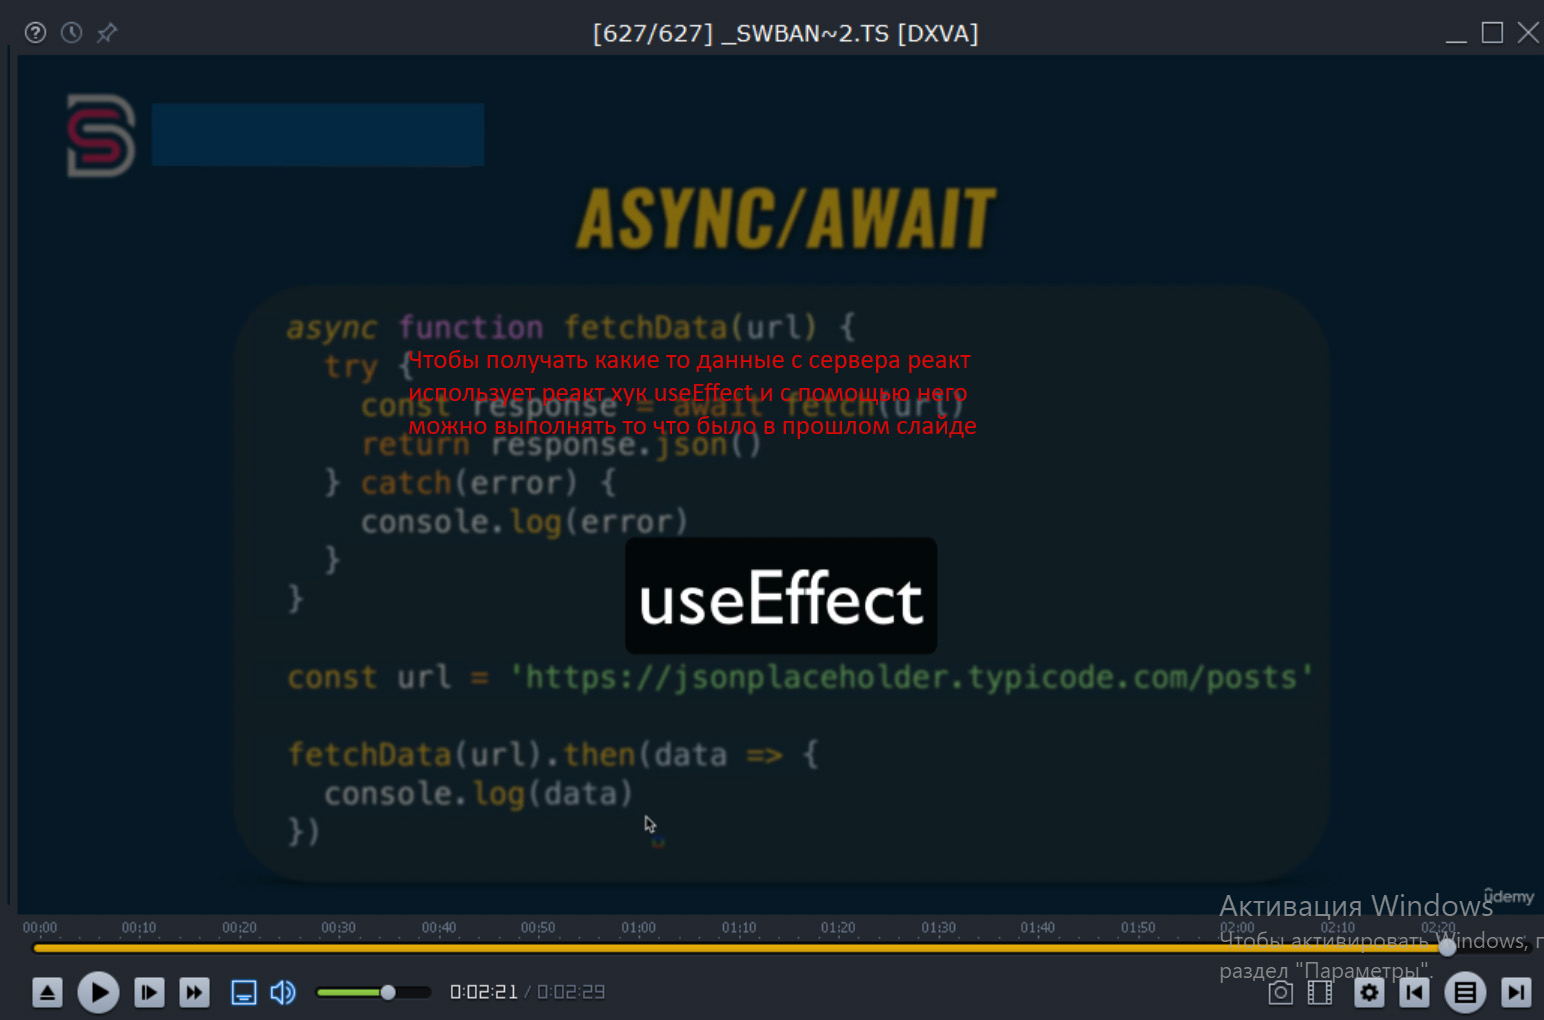 [627/627] _SWBAN~2.TS [DXVA]
ASYNC/AWAIT
async function fetchData(url) {
try {
Чтобы получать какие то данные с сервера реакт
использует реакт хук useEffect и с помощью него
const response = await fetch(url)
можно выполнять то что было в прошлом слайде
return response.json()
} catch(error) {
console.log(error)
}
}
useEffect
const url = 'https://jsonplaceholder.typicode.com/posts'
fetchData(url).then(data => {
console.log(data)
})
ûdemy
Активация Windows
00:00 00:10 00:20 00:30 00:40 00:50 01:00 01:10 01:20 01:30 01:40 01:50 02:00 02:10 02:20
Чтобы активировать Windows, п
раздел "Параметры".
0:02:21 / 0:02:29